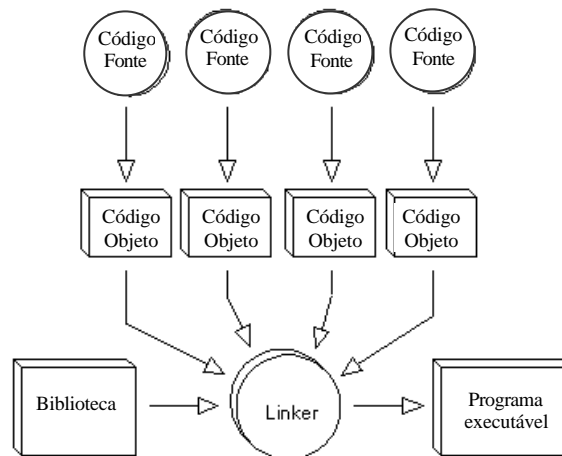 Código
Fonte
Código
Fonte
Código
Fonte
Código
Fonte
Código
Objeto
Código
Objeto
Código
Objeto
Código
Objeto
Biblioteca
Linker
Programa
executável